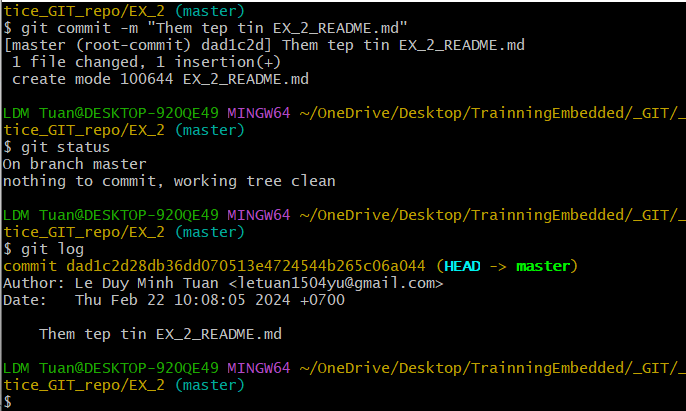 tice_GIT_repo/EX_2 (master)
$ git commit -m "Them tep tin EX_2_README.md"
[master (root-commit) dad1c2d] Them tep tin EX_2_README.md
 1 file changed, 1 insertion(+)
 create mode 100644 EX_2_README.md

LDM Tuan@DESKTOP-92OQE49 MINGW64 ~/OneDrive/Desktop/TrainningEmbedded/_GIT/_
tice_GIT_repo/EX_2 (master)
$ git status
On branch master
nothing to commit, working tree clean

LDM Tuan@DESKTOP-92OQE49 MINGW64 ~/OneDrive/Desktop/TrainningEmbedded/_GIT/_
tice_GIT_repo/EX_2 (master)
$ git log
commit dad1c2d28db36dd070513e4724544b265c06a044 (HEAD -> master)
Author: Le Duy Minh Tuan <letuan1504yu@gmail.com>
Date:   Thu Feb 22 10:08:05 2024 +0700

    Them tep tin EX_2_README.md

LDM Tuan@DESKTOP-92OQE49 MINGW64 ~/OneDrive/Desktop/TrainningEmbedded/_GIT/_
tice_GIT_repo/EX_2 (master)
$